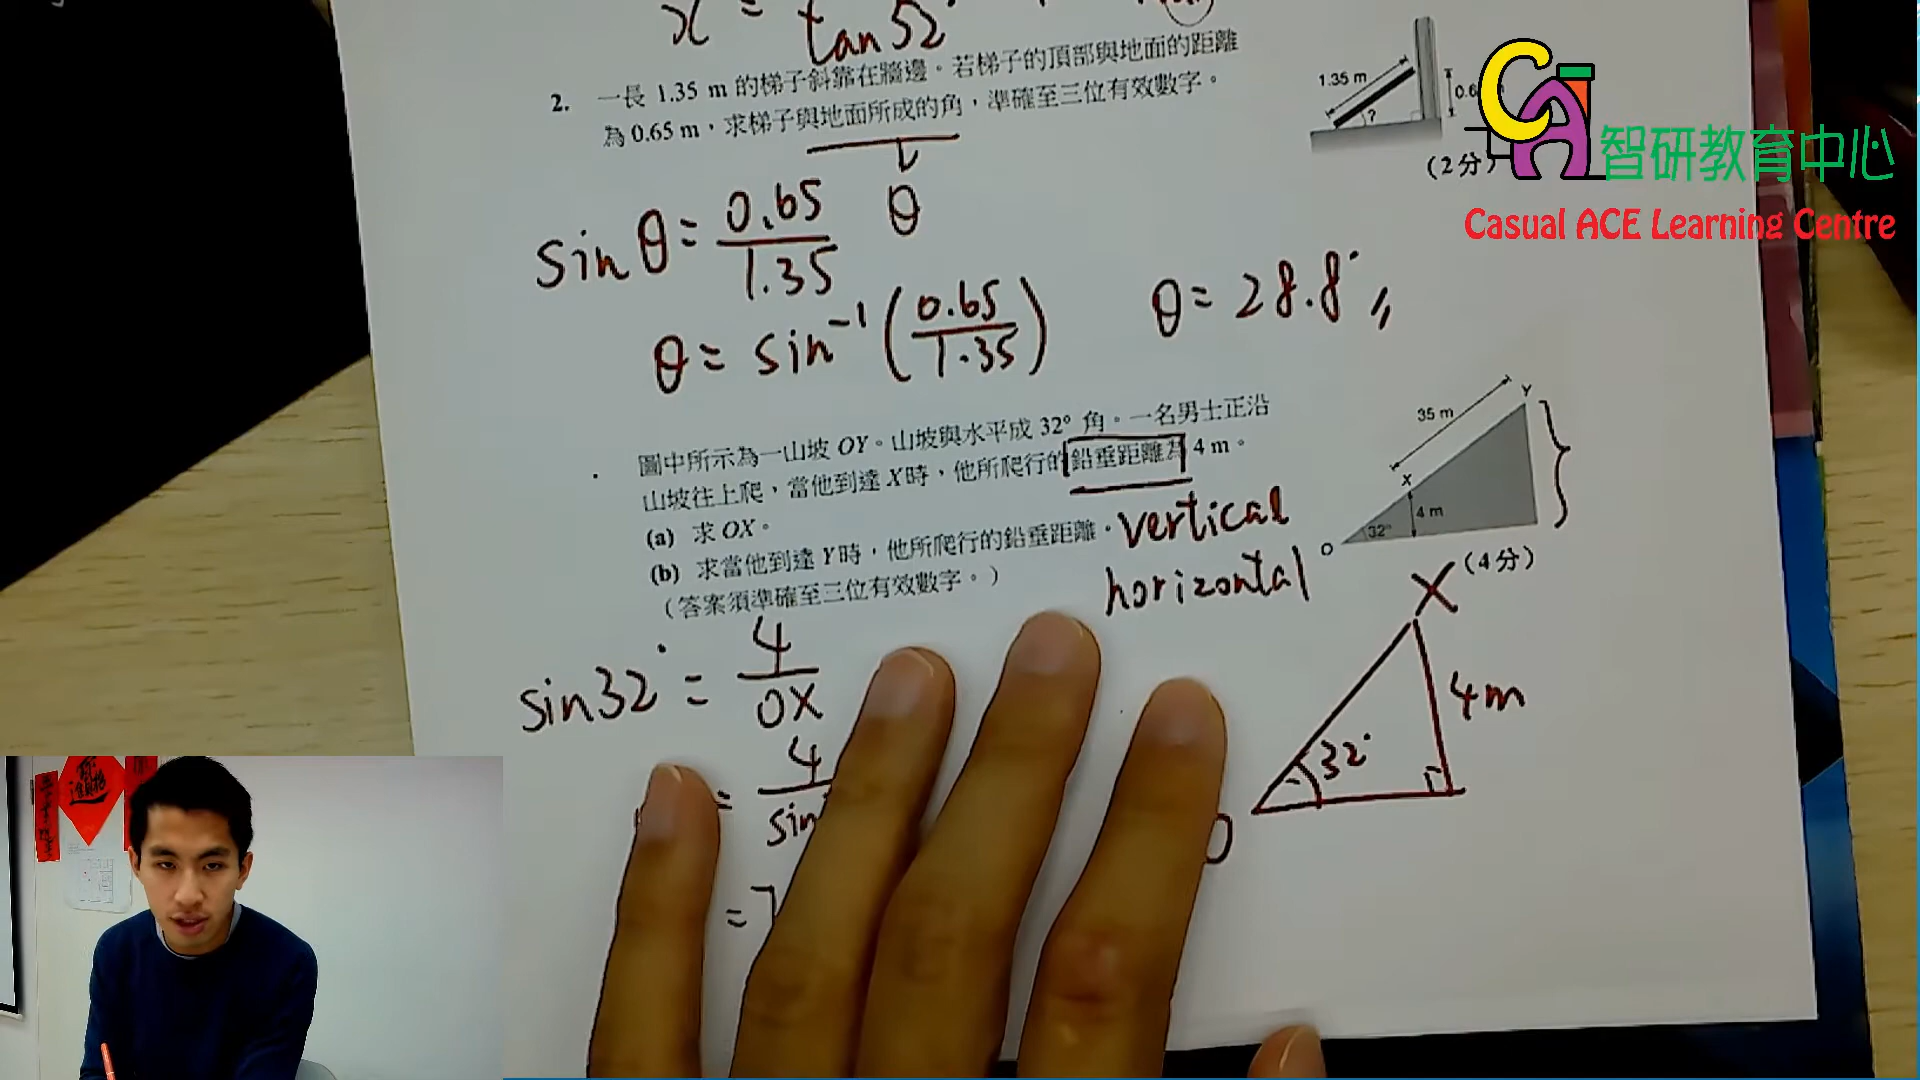 x = tan52°
2. 一長 1.35 m 的梯子斜靠在牆邊。若梯子的頂部與地面的距離
為 0.65 m，求梯子與地面所成的角，準確至三位有效數字。
1.35 m
0.6
?
(2分)
智研教育中心
Casual ACE Learning Centre
θ
sin θ = 0.65 / 1.35
θ = sin⁻¹ (0.65 / 1.35)
θ = 28.8° //
圖中所示為一山坡 OY。山坡與水平成 32° 角。一名男士正沿
山坡往上爬，當他到達 X 時，他所爬行的鉛垂距離為 4 m。
(a) 求 OX。
(b) 求當他到達 Y 時，他所爬行的鉛垂距離。
（答案須準確至三位有效數字。）
vertical
horizontal
35 m
Y
X
4 m
32°
O
(4分)
sin32° = 4 / OX
= 4 / sin
= 7
X
4m
32°
O